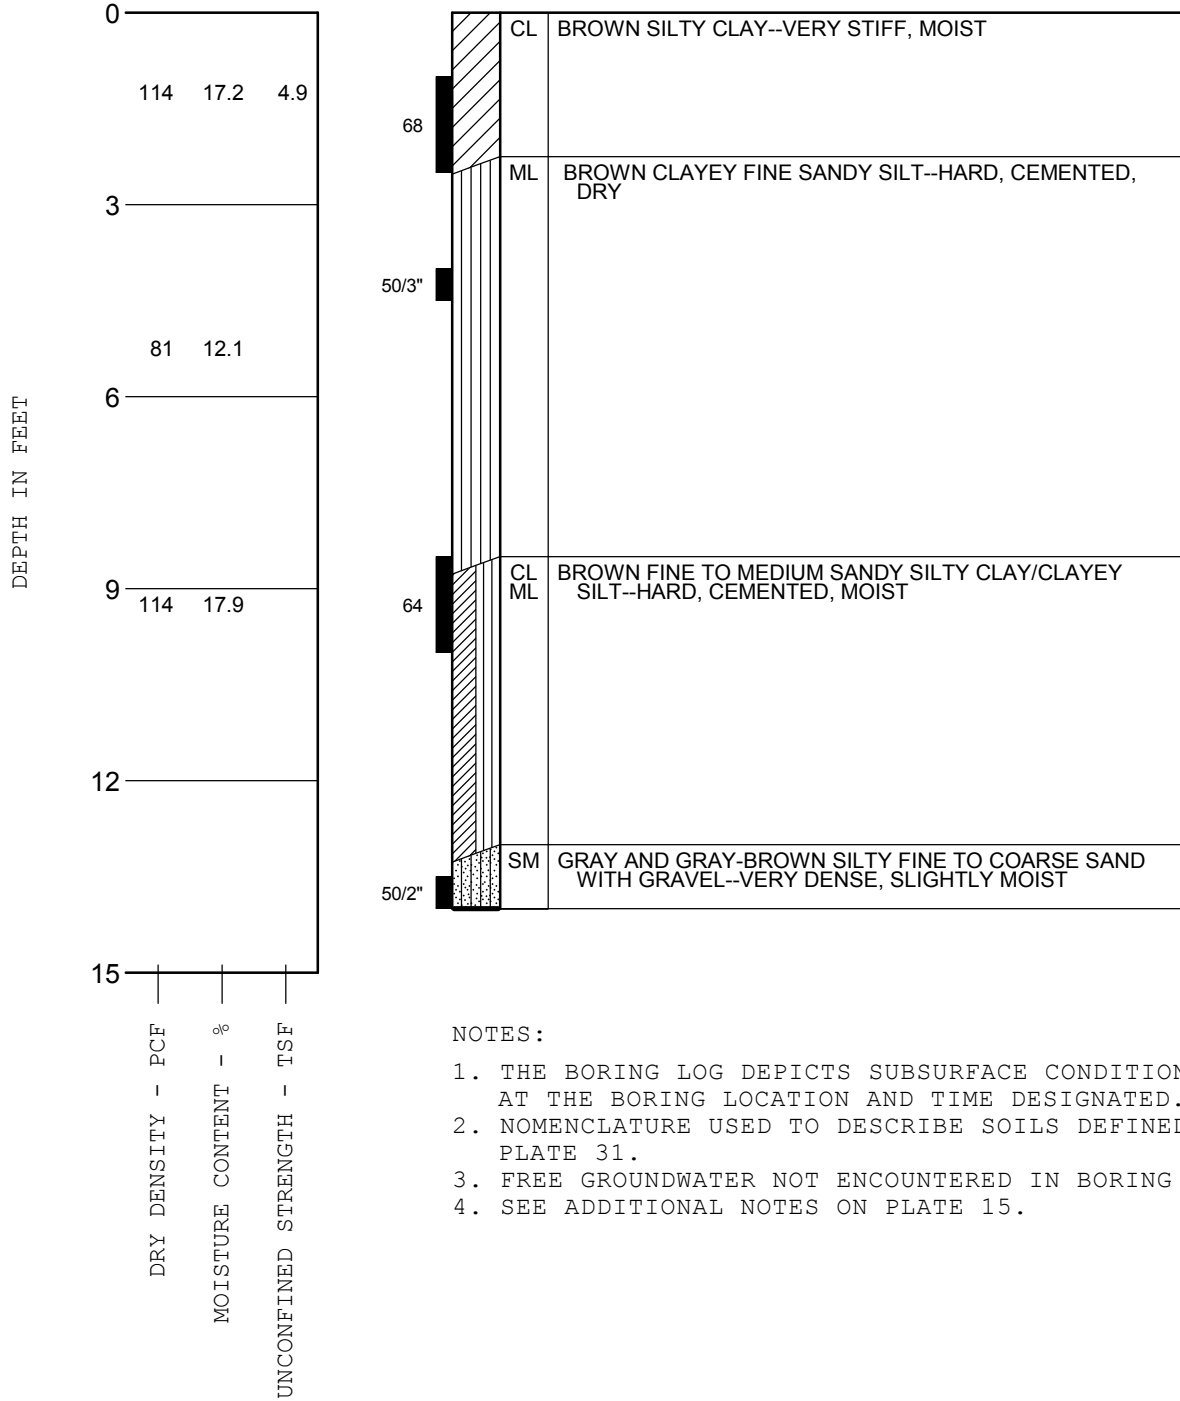 0
CL BROWN SILTY CLAY--VERY STIFF, MOIST
114 17.2 4.9
68
ML BROWN CLAYEY FINE SANDY SILT--HARD, CEMENTED,
DRY
3
50/3"
81 12.1
6
DEPTH IN FEET
CL BROWN FINE TO MEDIUM SANDY SILTY CLAY/CLAYEY
ML SILT--HARD, CEMENTED, MOIST
9
114 17.9
64
12
SM GRAY AND GRAY-BROWN SILTY FINE TO COARSE SAND
WITH GRAVEL--VERY DENSE, SLIGHTLY MOIST
50/2"
15
DRY DENSITY - PCF
MOISTURE CONTENT - %
UNCONFINED STRENGTH - TSF
NOTES:
1. THE BORING LOG DEPICTS SUBSURFACE CONDITION
AT THE BORING LOCATION AND TIME DESIGNATED.
2. NOMENCLATURE USED TO DESCRIBE SOILS DEFINED
PLATE 31.
3. FREE GROUNDWATER NOT ENCOUNTERED IN BORING
4. SEE ADDITIONAL NOTES ON PLATE 15.